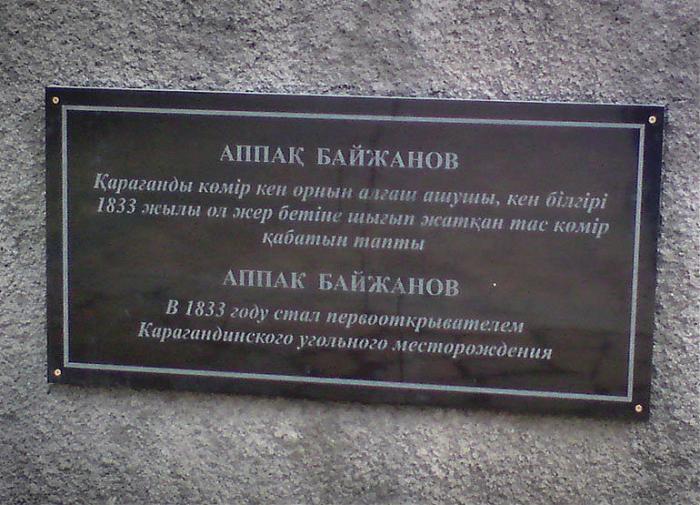 АППАҚ БАЙЖАНОВ
Қарағанды көмір кен орнын алғаш ашушы, кен білгірі
1833 жылы ол жер бетіне шығып жатқан тас көмір
қабатын тапты
АППАК БАЙЖАНОВ
В 1833 году стал первооткрывателем
Карагандинского угольного месторождения